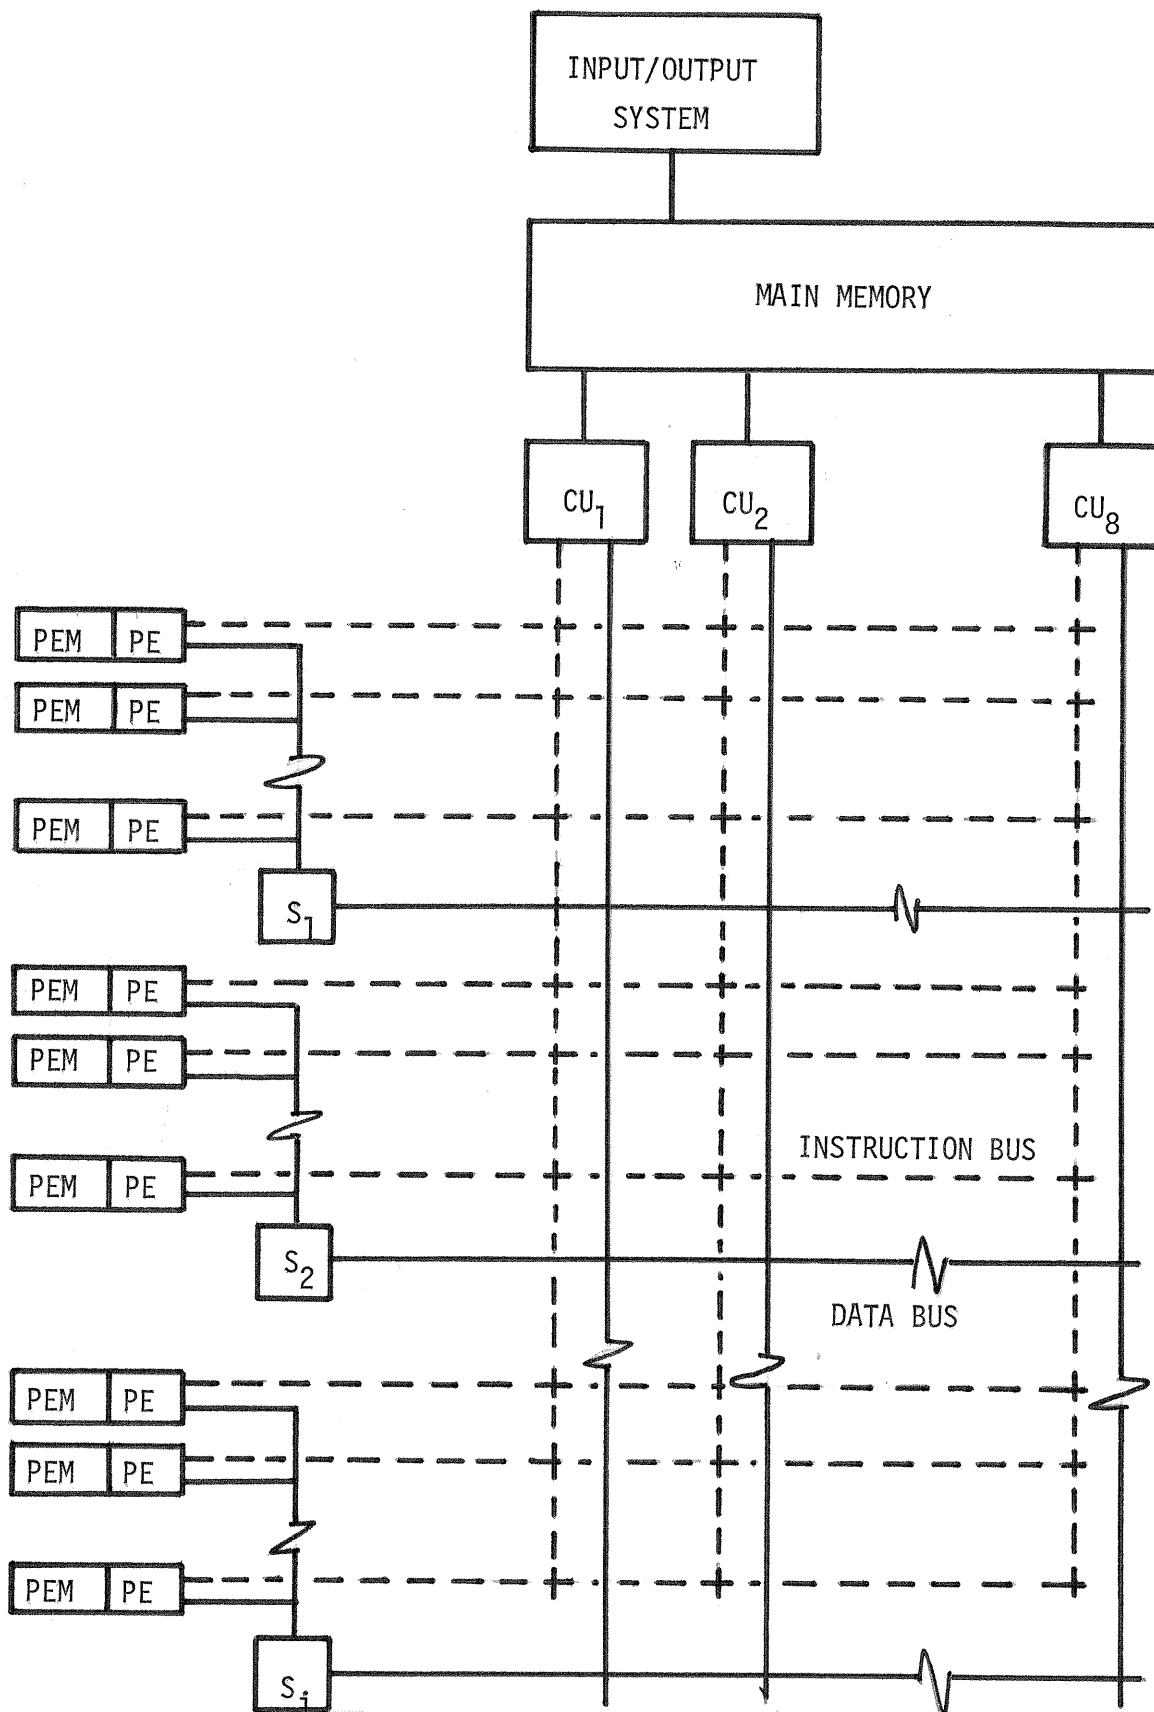 INPUT/OUTPUT
SYSTEM
MAIN MEMORY
CU1
CU2
CU8
PEM PE
PEM PE
PEM PE
S1
PEM PE
PEM PE
INSTRUCTION BUS
PEM PE
S2
DATA BUS
PEM PE
PEM PE
PEM PE
Si